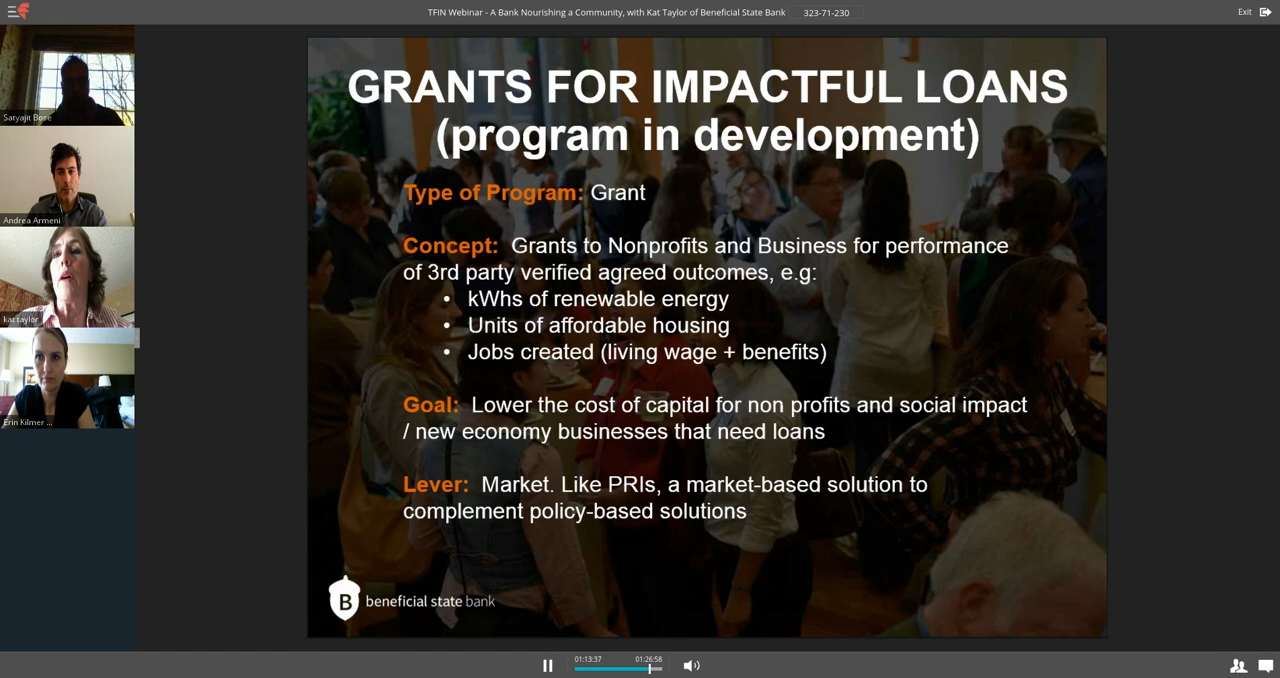 TFIN Webinar - A Bank Nourishing a Community, with Kat Taylor of Beneficial State Bank
323-71-230
Exit
Satyajit Bose
Andrea Armeni
kat taylor
Erin Kilmer ...
GRANTS FOR IMPACTFUL LOANS
(program in development)
Type of Program: Grant
Concept: Grants to Nonprofits and Business for performance
of 3rd party verified agreed outcomes, e.g:
• kWhs of renewable energy
• Units of affordable housing
• Jobs created (living wage + benefits)
Goal: Lower the cost of capital for non profits and social impact
/ new economy businesses that need loans
Lever: Market. Like PRIs, a market-based solution to
complement policy-based solutions
B beneficial state bank
01:13:37
01:26:58